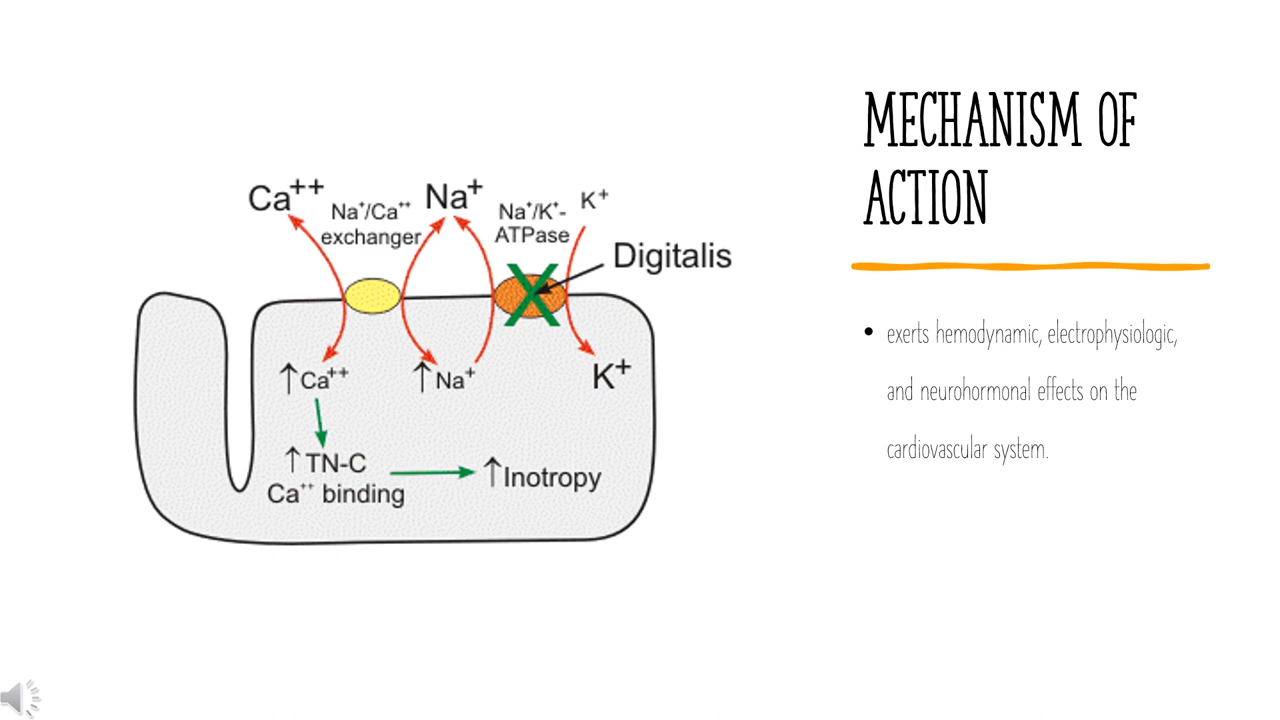 MECHANISM OF
ACTION
Ca++
Na+/Ca++
exchanger
Na+
Na+/K+-
ATPase
K+
Digitalis
↑Ca++
↑Na+
K+
↑TN-C
Ca++ binding
↑Inotropy
• exerts hemodynamic, electrophysiologic,
and neurohormonal effects on the
cardiovascular system.